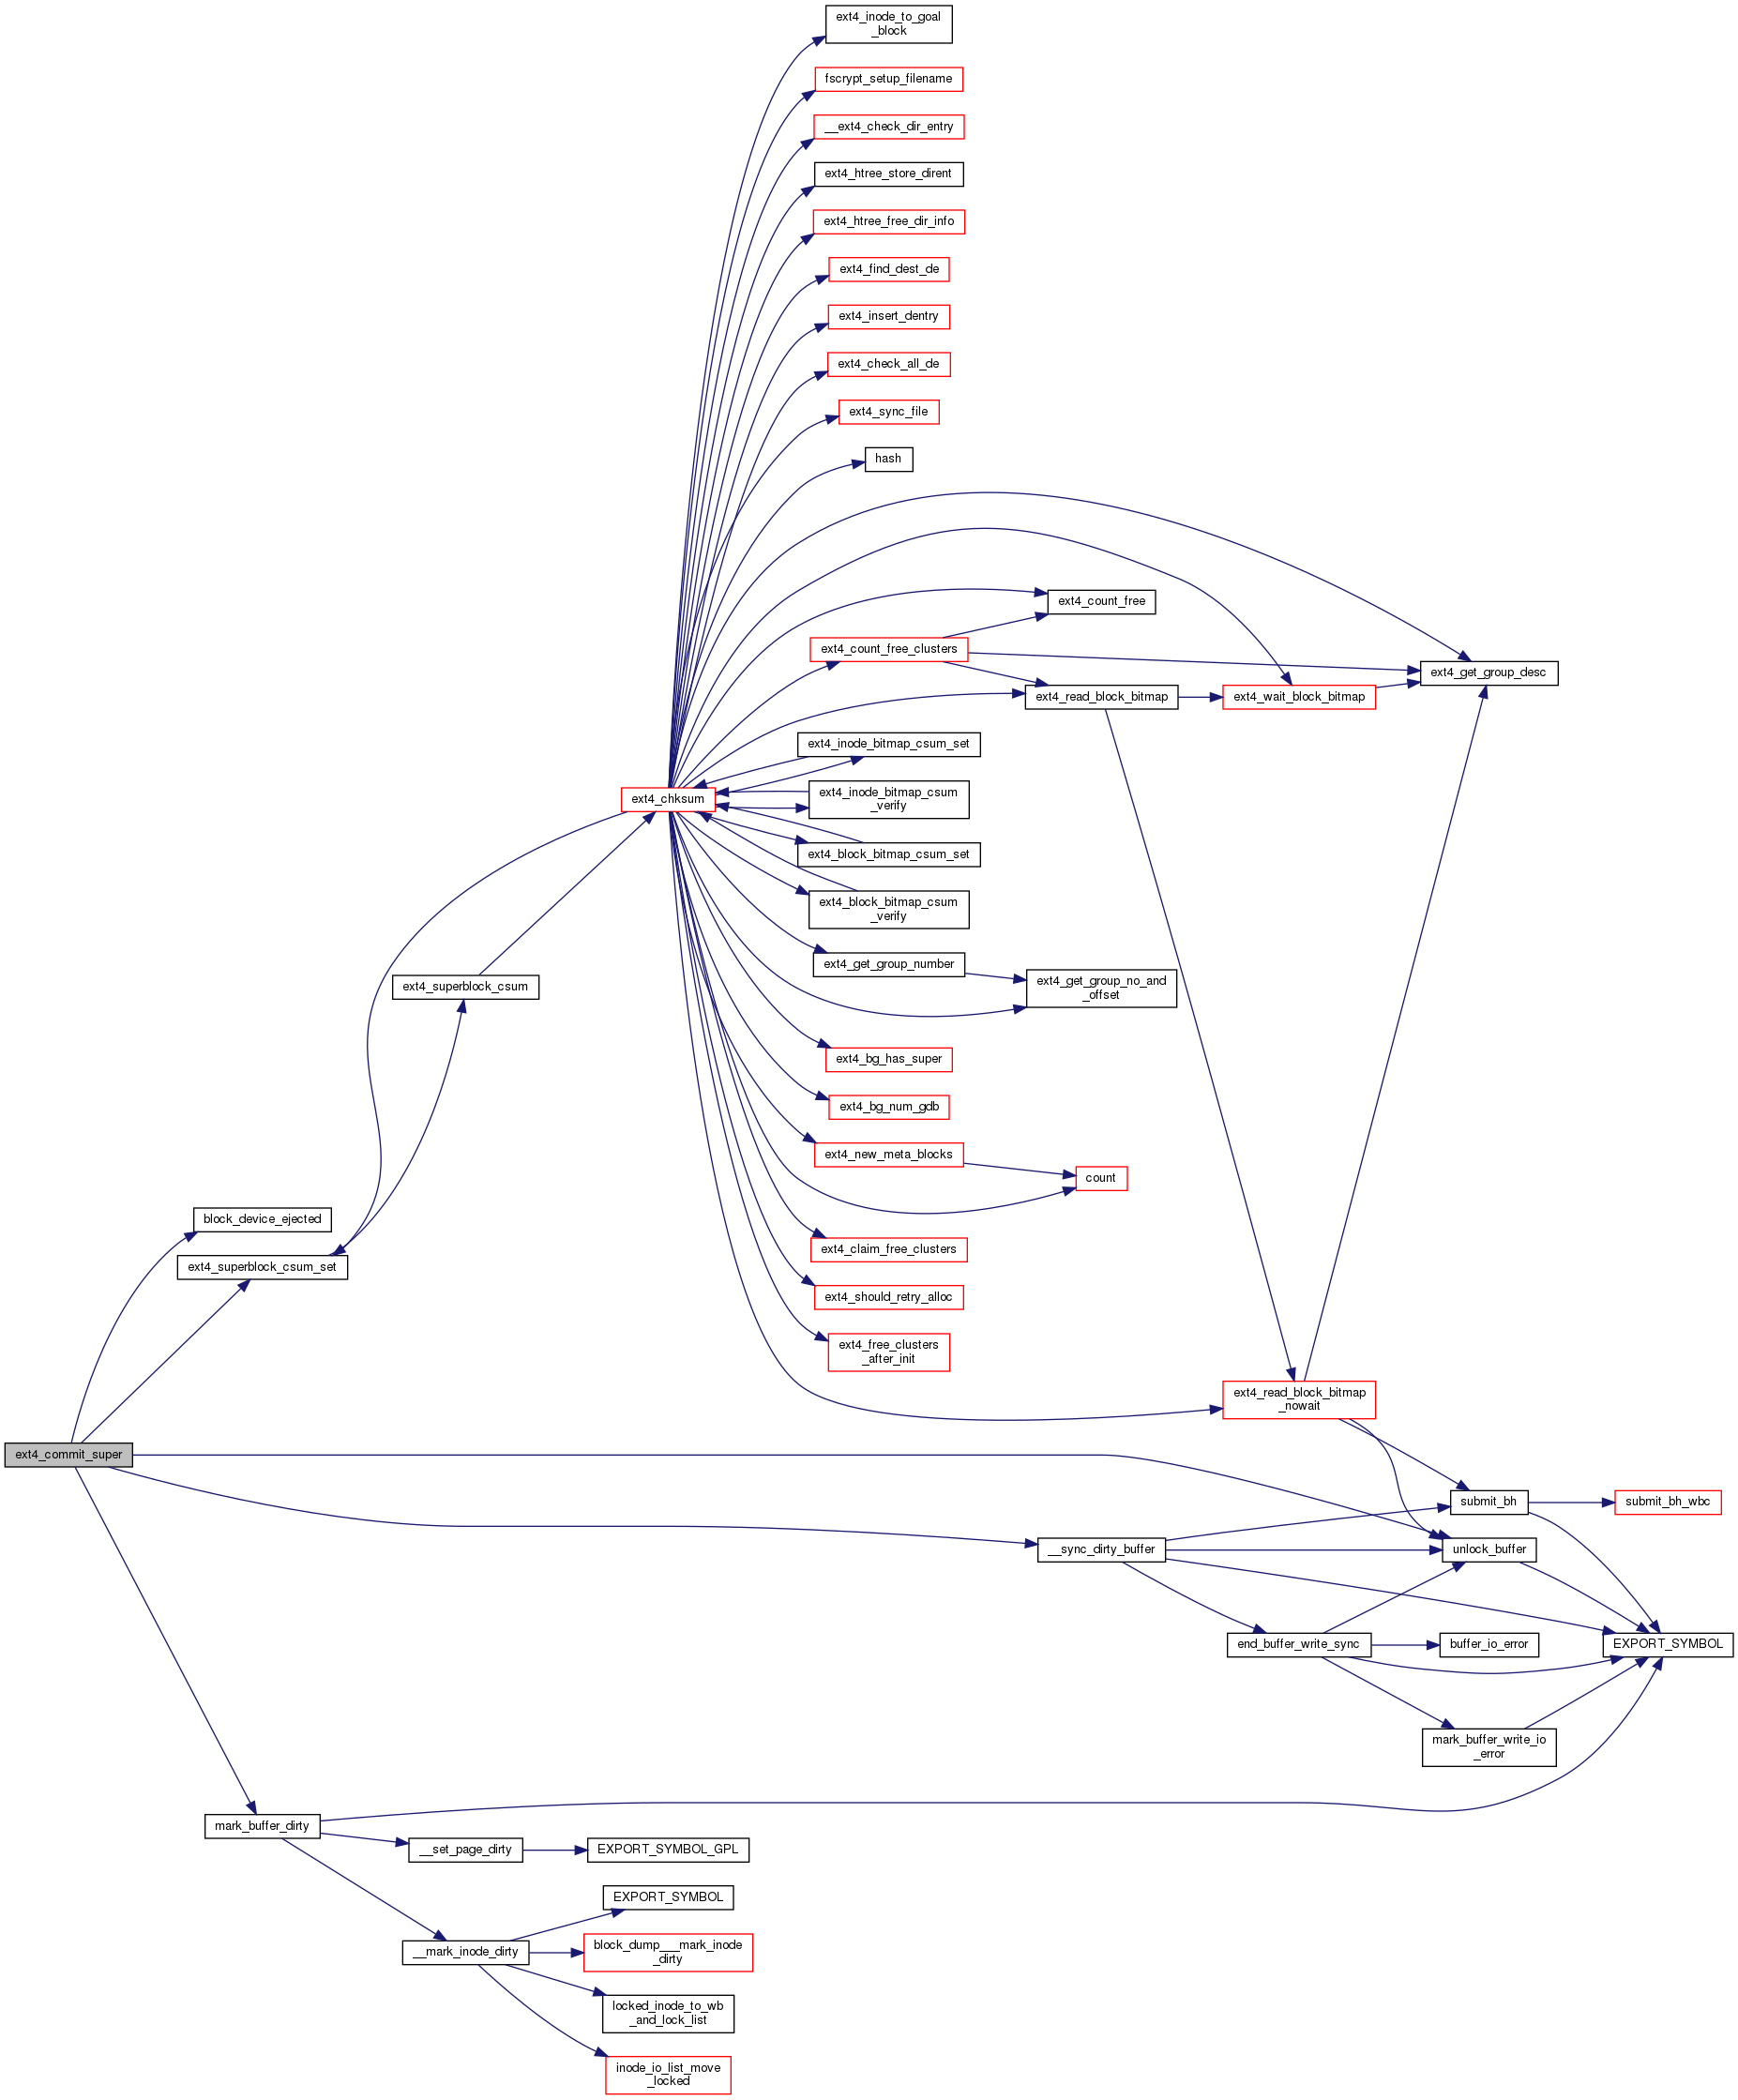 ext4_inode_to_goal
_block
fscrypt_setup_filename
__ext4_check_dir_entry
ext4_htree_store_dirent
ext4_htree_free_dir_info
ext4_find_dest_de
ext4_insert_dentry
ext4_check_all_de
ext4_sync_file
hash
ext4_count_free
ext4_count_free_clusters
ext4_get_group_desc
ext4_read_block_bitmap
ext4_wait_block_bitmap
ext4_inode_bitmap_csum_set
ext4_chksum
ext4_inode_bitmap_csum
_verify
ext4_block_bitmap_csum_set
ext4_block_bitmap_csum
_verify
ext4_get_group_number
ext4_superblock_csum
ext4_get_group_no_and
_offset
ext4_bg_has_super
ext4_bg_num_gdb
ext4_new_meta_blocks
count
block_device_ejected
ext4_superblock_csum_set
ext4_claim_free_clusters
ext4_should_retry_alloc
ext4_free_clusters
_after_init
ext4_read_block_bitmap
_nowait
ext4_commit_super
submit_bh
submit_bh_wbc
__sync_dirty_buffer
unlock_buffer
end_buffer_write_sync
buffer_io_error
EXPORT_SYMBOL
mark_buffer_write_io
_error
mark_buffer_dirty
__set_page_dirty
EXPORT_SYMBOL_GPL
EXPORT_SYMBOL
__mark_inode_dirty
block_dump___mark_inode
_dirty
locked_inode_to_wb
_and_lock_list
inode_io_list_move
_locked